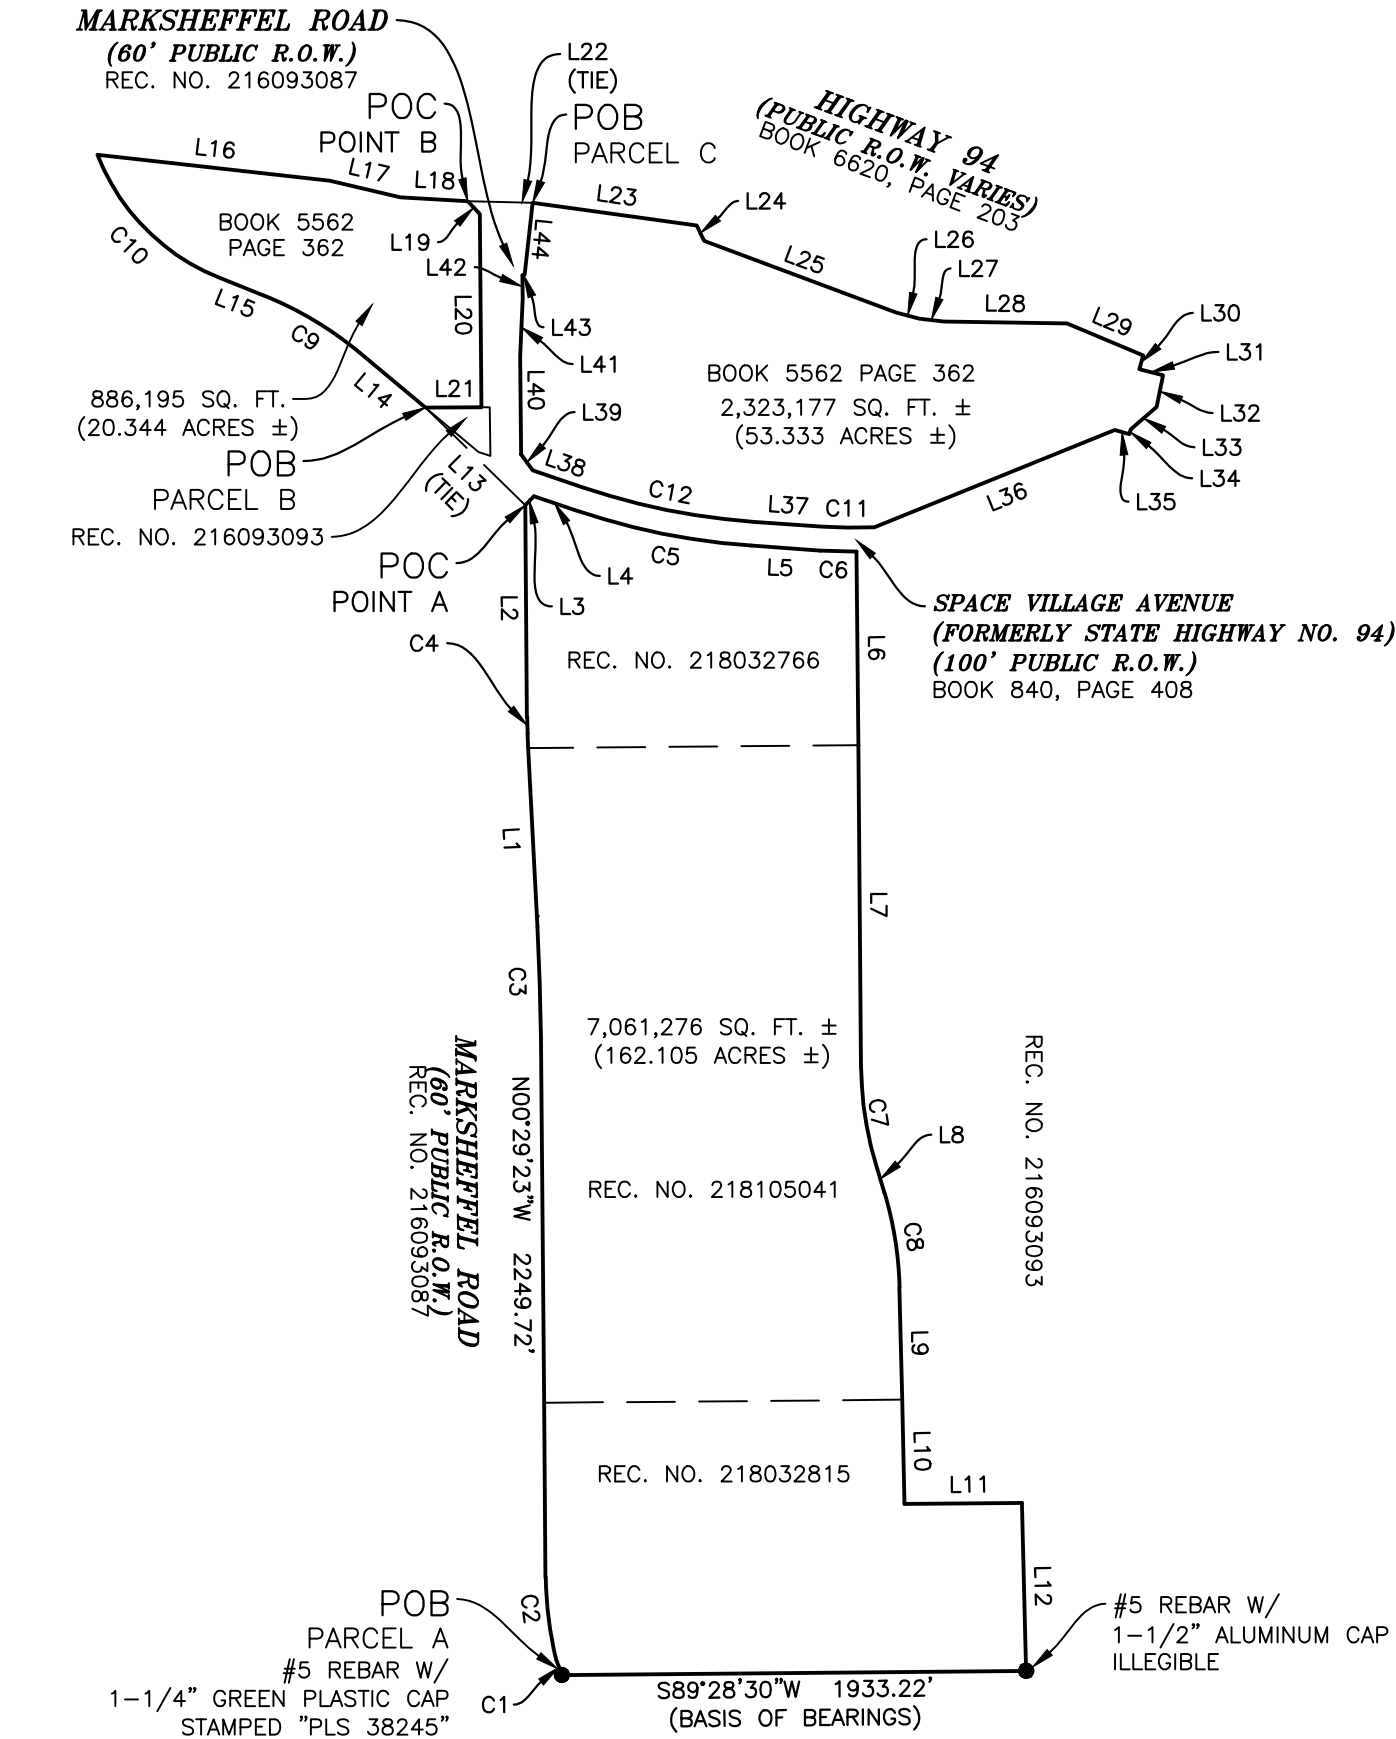 MARKSHEFFEL ROAD
(60' PUBLIC R.O.W.)
REC. NO. 216093087
L22
(TIE)
POC
POINT B
POB
PARCEL C
HIGHWAY 94
(PUBLIC R.O.W. VARIES)
BOOK 6620, PAGE 203
L16
L17
L18
L23
L24
L19
L44
L42
L43
L41
L20
L40
L25
L26
L27
L28
L29
L30
L31
L32
L33
L34
L35
L36
C10
BOOK 5562
PAGE 362
L15
C9
L14
L21
L39
BOOK 5562 PAGE 362
2,323,177 SQ. FT. ±
(53.333 ACRES ±)
886,195 SQ. FT.
(20.344 ACRES ±)
POB
PARCEL B
REC. NO. 216093093
L13
(TIE)
L38
C12
L37
C11
POC
POINT A
L3
L4
C5
L5
C6
L2
C4
SPACE VILLAGE AVENUE
(FORMERLY STATE HIGHWAY NO. 94)
(100' PUBLIC R.O.W.)
BOOK 840, PAGE 408
REC. NO. 218032766
L6
L1
L7
C3
7,061,276 SQ. FT. ±
(162.105 ACRES ±)
MARKSHEFFEL ROAD
(60' PUBLIC R.O.W.)
REC. NO. 216093087
N00°29'23"W 2249.72'
REC. NO. 216093093
C7
L8
REC. NO. 218105041
C8
L9
L10
REC. NO. 218032815
L11
L12
C2
POB
PARCEL A
#5 REBAR W/
1-1/4" GREEN PLASTIC CAP
STAMPED "PLS 38245"
C1
S89°28'30"W 1933.22'
(BASIS OF BEARINGS)
#5 REBAR W/
1-1/2" ALUMINUM CAP
ILLEGIBLE